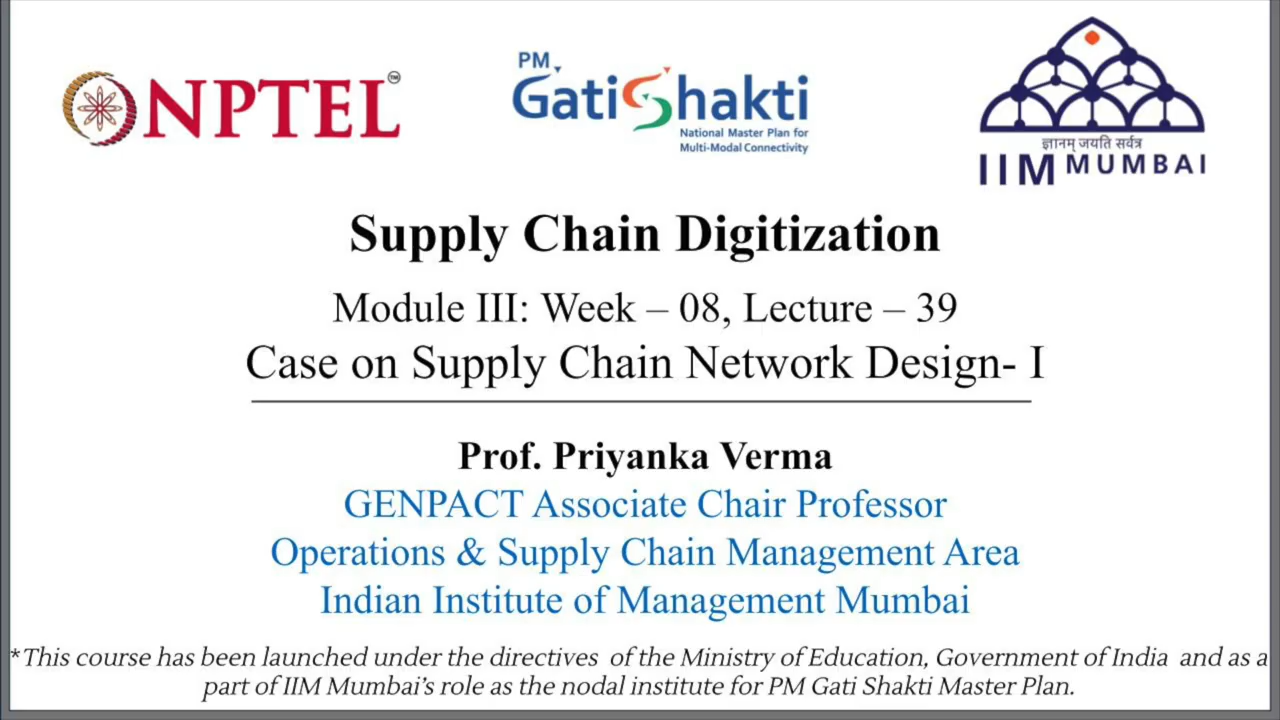 NPTEL™
PM
GatiShakti
National Master Plan for
Multi-Modal Connectivity
ज्ञानम् जयति सर्वत्र
IIM MUMBAI
Supply Chain Digitization
Module III: Week – 08, Lecture – 39
Case on Supply Chain Network Design- I
Prof. Priyanka Verma
GENPACT Associate Chair Professor
Operations & Supply Chain Management Area
Indian Institute of Management Mumbai
*This course has been launched under the directives of the Ministry of Education, Government of India and as a
part of IIM Mumbai’s role as the nodal institute for PM Gati Shakti Master Plan.